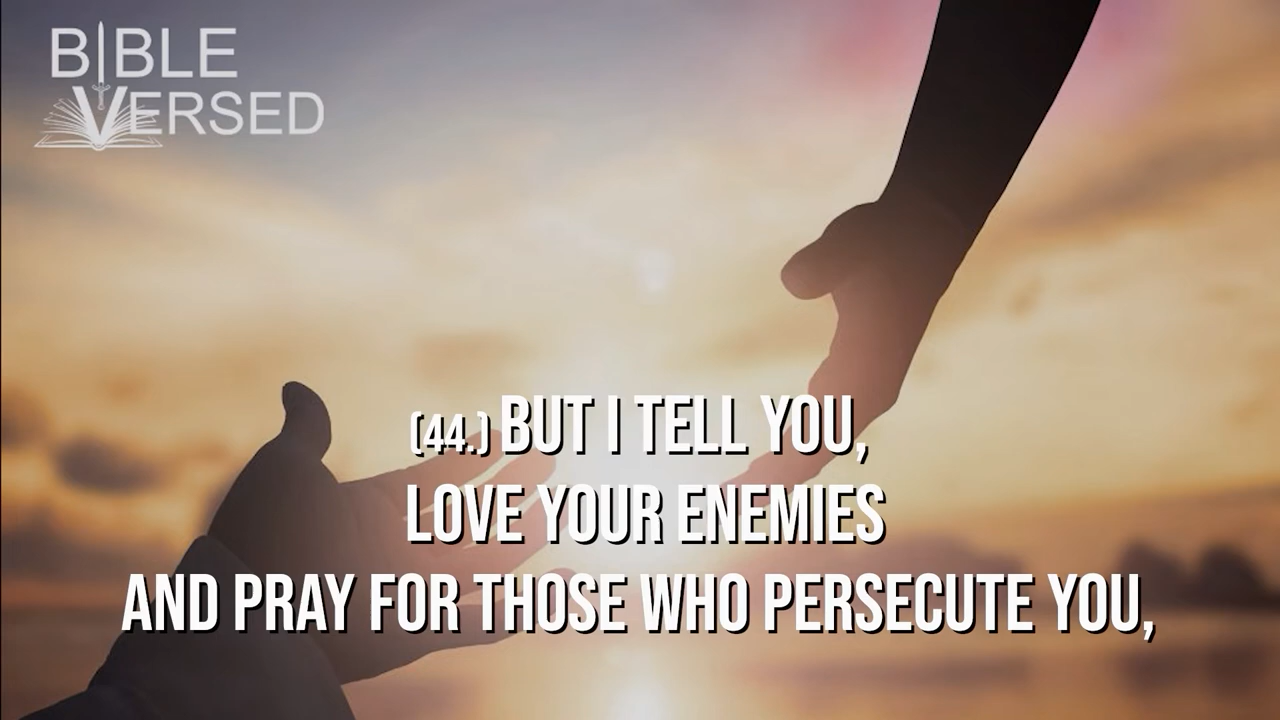 BIBLE
VERSED
(44.) BUT I TELL YOU,
LOVE YOUR ENEMIES
AND PRAY FOR THOSE WHO PERSECUTE YOU,